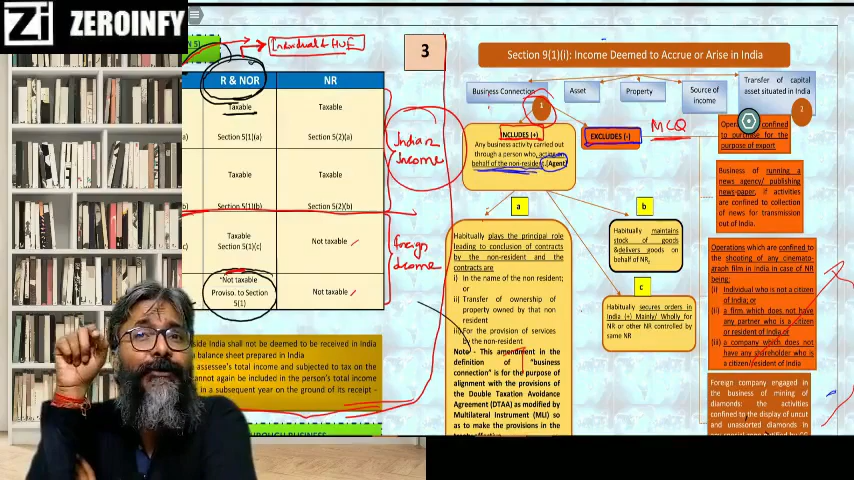 Zi ZEROINFY
Individual & HUF
R & NOR
NR
Taxable
Taxable
Section 5(1)(a)
Section 5(2)(a)
Taxable
Taxable
Section 5(1)(b)
Section 5(2)(b)
Taxable
Section 5(1)(c)
Not taxable
"Not taxable
Proviso. to Section
5(1)
Not taxable
Indian
Income
foreign
Income
side India shall not be deemed to be received in India
a balance sheet prepared in India
assessee's total income and subjected to tax on the
cannot again be included in the person's total income
in a subsequent year on the ground of its receipt -
THROUGH BUSINESS
3
Section 9(1)(i): Income Deemed to Accrue or Arise in India
Business Connection
Asset
Property
Source of
income
Transfer of capital
asset situated in India
1
2
INCLUDES (+)
Any business activity carried out
through a person who, acting on
behalf of the non-resident, (Agent)
EXCLUDES (-)
MCQ
a
Habitually plays the principal role
leading to conclusion of contracts
by the non-resident and the
contracts are
i) In the name of the non resident;
or
ii) Transfer of ownership of
property owned by that non
resident
iii) For the provision of services
by the non-resident
Note - This amendment in the
definition of "business
connection" is for the purpose of
alignment with the provisions of
the Double Taxation Avoidance
Agreement (DTAA) as modified by
Multilateral Instrument (MLI) so
as to make the provisions in the
b
Habitually maintains
stock of goods
&delivers goods on
behalf of NR,
c
Habitually secures orders in
India (+) Mainly/ Wholly for
NR or other NR controlled by
same NR
confined
to purchase for the
purpose of export
Business of running a
news agency/ publishing
news-paper, if activities
are confined to collection
of news for transmission
out of India.
Operations which are confined to
the shooting of any cinemato-
graph film in India in case of NR
being:
(i) Individual who is not a citizen
of India; or
(ii) a firm which does not have
any partner who is a citizen
or resident of India or
(iii) a company which does not
have any shareholder who is
a citizen/resident of India
Foreign company engaged in
the business of mining of
diamonds: the activities
confined to the display of uncut
and unassorted diamonds In